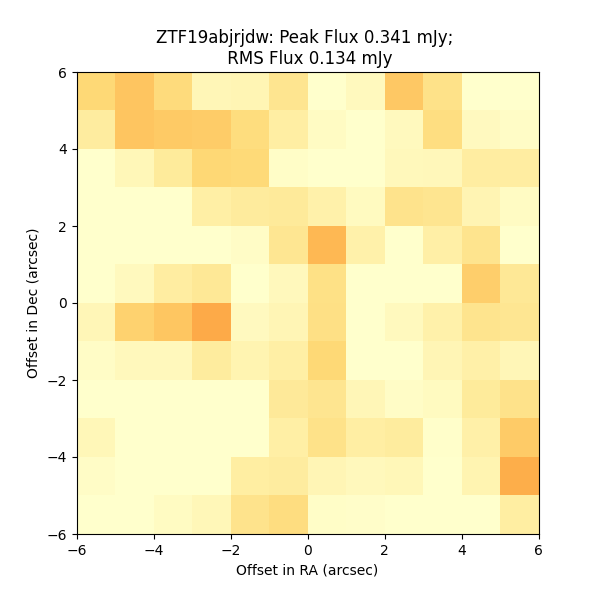 ZTF19abjrjdw: Peak Flux 0.341 mJy;
RMS Flux 0.134 mJy
6
4
2
0
−2
−4
−6
Offset in Dec (arcsec)
−6 −4 −2 0 2 4 6
Offset in RA (arcsec)